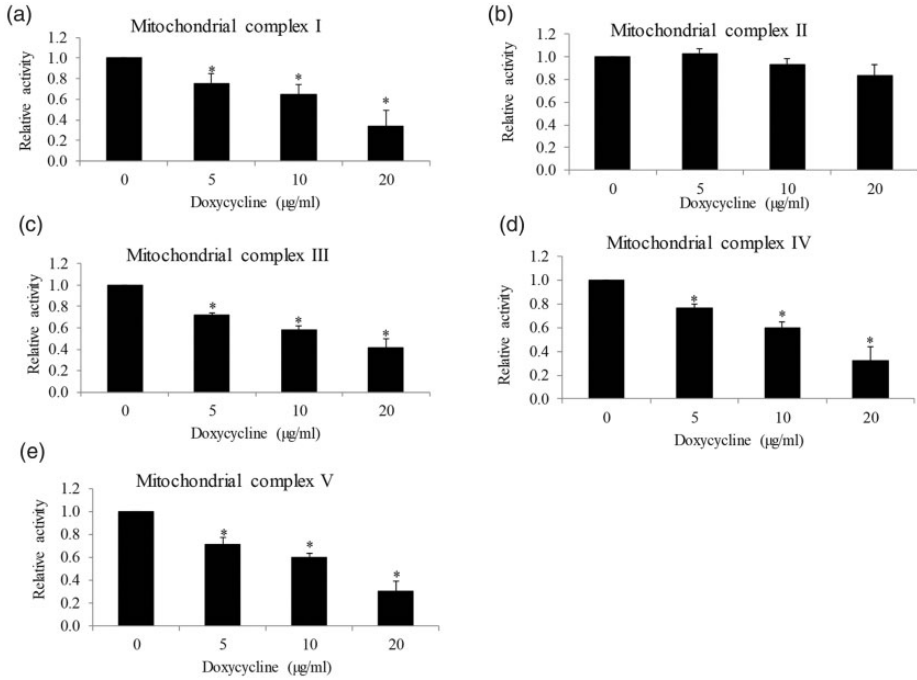 (a)
Mitochondrial complex I
Relative activity
1.2
1.0
0.8
0.6
0.4
0.2
0.0
* * *
0 5 10 20
Doxycycline (μg/ml)
(b)
Mitochondrial complex II
Relative activity
1.2
1.0
0.8
0.6
0.4
0.2
0.0
0 5 10 20
Doxycycline (μg/ml)
(c)
Mitochondrial complex III
Relative activity
1.2
1.0
0.8
0.6
0.4
0.2
0.0
* * *
0 5 10 20
Doxycycline (μg/ml)
(d)
Mitochondrial complex IV
Relative activity
1.2
1.0
0.8
0.6
0.4
0.2
0.0
* * *
0 5 10 20
Doxycycline (μg/ml)
(e)
Mitochondrial complex V
Relative activity
1.2
1.0
0.8
0.6
0.4
0.2
0.0
* * *
0 5 10 20
Doxycycline (μg/ml)